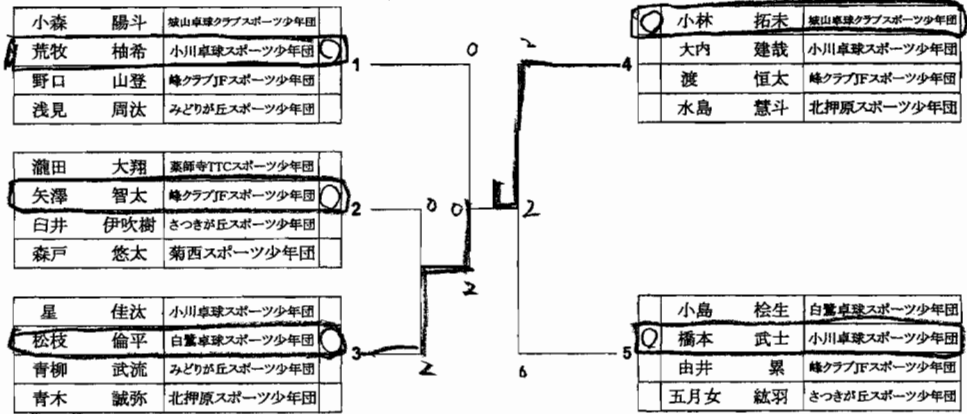 小森 陽斗 城山卓球クラブスポーツ少年団
荒牧 柚希 小川卓球スポーツ少年団 ○
野口 山登 峰クラブJFスポーツ少年団
浅見 周汰 みどりが丘スポーツ少年団
1 0
瀧田 大翔 薬師寺TTCスポーツ少年団
矢澤 智太 峰クラブJFスポーツ少年団 ○
臼井 伊吹樹 さつきが丘スポーツ少年団
森戸 悠太 菊西スポーツ少年団
2 0 0
2
星 佳汰 小川卓球スポーツ少年団
松枝 倫平 白鷺卓球スポーツ少年団 ○
青柳 武流 みどりが丘スポーツ少年団
青木 誠弥 北押原スポーツ少年団
3 2
○ 小林 拓未 城山卓球クラブスポーツ少年団
大内 建哉 小川卓球スポーツ少年団
渡 恒太 峰クラブJFスポーツ少年団
水島 慧斗 北押原スポーツ少年団
2 4
2
小島 桧生 白鷺卓球スポーツ少年団
○ 橋本 武士 小川卓球スポーツ少年団
由井 累 峰クラブJFスポーツ少年団
五月女 紘羽 さつきが丘スポーツ少年団
5